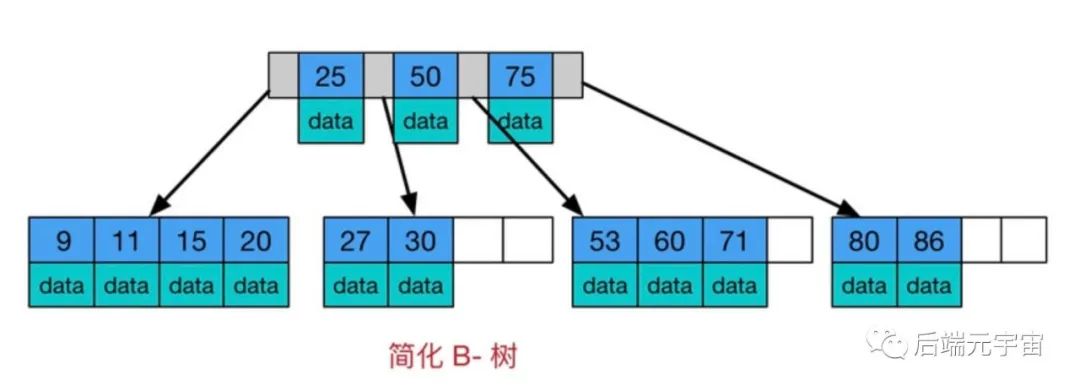 25 50 75
data data data
9 11 15 20 27 30 53 60 71 80 86
data data data data data data data data data data data
简化 B- 树
后端元宇宙